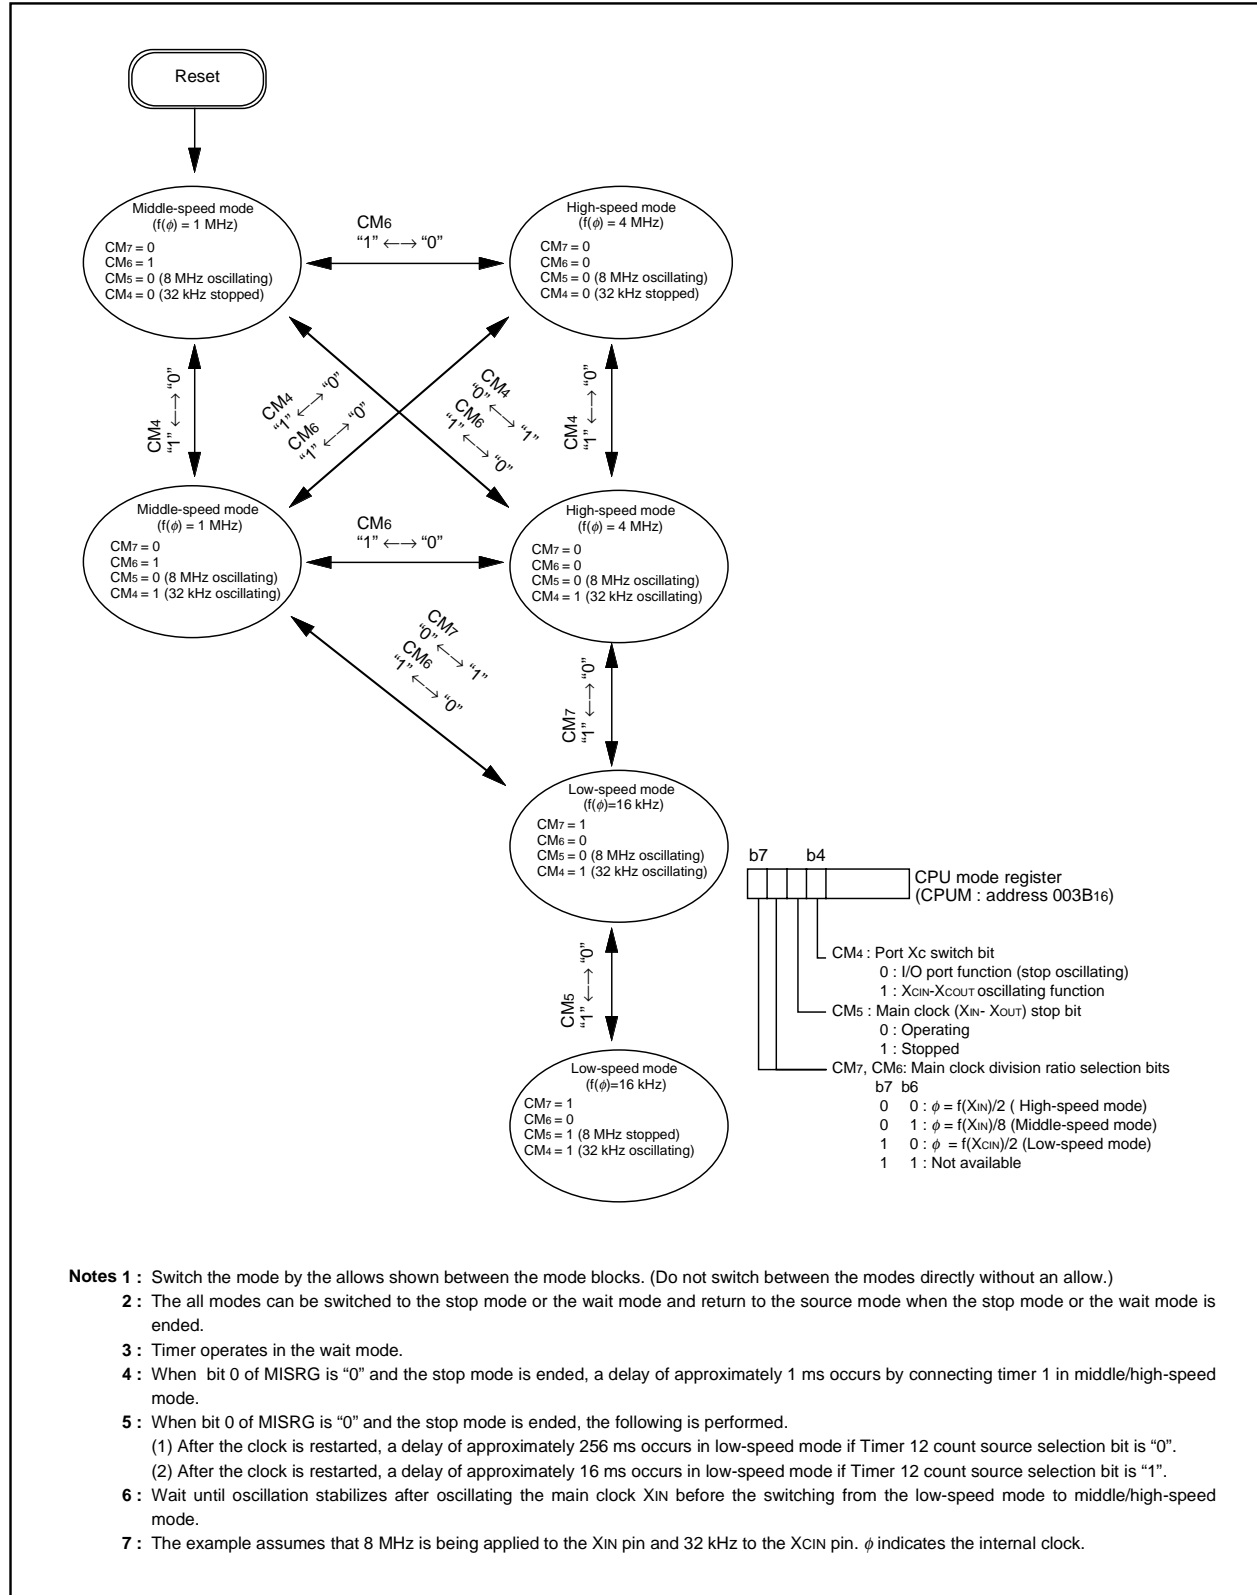 Reset
Middle-speed mode
(f(ϕ) = 1 MHz)
CM7 = 0
CM6 = 1
CM5 = 0 (8 MHz oscillating)
CM4 = 0 (32 kHz stopped)
CM6
“1” ←→ “0”
High-speed mode
(f(ϕ) = 4 MHz)
CM7 = 0
CM6 = 0
CM5 = 0 (8 MHz oscillating)
CM4 = 0 (32 kHz stopped)
CM4
“1” ←→ “0”
CM4
“1” ←→ “0”
CM6
“1” ←→ “0”
CM4
“0” ←→ “1”
CM6
“1” ←→ “0”
CM4
“1” ←→ “0”
Middle-speed mode
(f(ϕ) = 1 MHz)
CM7 = 0
CM6 = 1
CM5 = 0 (8 MHz oscillating)
CM4 = 1 (32 kHz oscillating)
CM6
“1” ←→ “0”
High-speed mode
(f(ϕ) = 4 MHz)
CM7 = 0
CM6 = 0
CM5 = 0 (8 MHz oscillating)
CM4 = 1 (32 kHz oscillating)
CM7
“0” ←→ “1”
CM6
“1” ←→ “0”
CM7
“1” ←→ “0”
Low-speed mode
(f(ϕ)=16 kHz)
CM7 = 1
CM6 = 0
CM5 = 0 (8 MHz oscillating)
CM4 = 1 (32 kHz oscillating)
CM5
“1” ←→ “0”
Low-speed mode
(f(ϕ)=16 kHz)
CM7 = 1
CM6 = 0
CM5 = 1 (8 MHz stopped)
CM4 = 1 (32 kHz oscillating)
b7 b4
CPU mode register
(CPUM : address 003B16)
CM4 : Port Xc switch bit
0 : I/O port function (stop oscillating)
1 : XCIN-XCOUT oscillating function
CM5 : Main clock (XIN- XOUT) stop bit
0 : Operating
1 : Stopped
CM7, CM6: Main clock division ratio selection bits
b7 b6
0 0 : ϕ = f(XIN)/2 ( High-speed mode)
0 1 : ϕ = f(XIN)/8 (Middle-speed mode)
1 0 : ϕ = f(XCIN)/2 (Low-speed mode)
1 1 : Not available
Notes 1 : Switch the mode by the allows shown between the mode blocks. (Do not switch between the modes directly without an allow.)
2 : The all modes can be switched to the stop mode or the wait mode and return to the source mode when the stop mode or the wait mode is
ended.
3 : Timer operates in the wait mode.
4 : When bit 0 of MISRG is “0” and the stop mode is ended, a delay of approximately 1 ms occurs by connecting timer 1 in middle/high-speed
mode.
5 : When bit 0 of MISRG is “0” and the stop mode is ended, the following is performed.
(1) After the clock is restarted, a delay of approximately 256 ms occurs in low-speed mode if Timer 12 count source selection bit is “0”.
(2) After the clock is restarted, a delay of approximately 16 ms occurs in low-speed mode if Timer 12 count source selection bit is “1”.
6 : Wait until oscillation stabilizes after oscillating the main clock XIN before the switching from the low-speed mode to middle/high-speed
mode.
7 : The example assumes that 8 MHz is being applied to the XIN pin and 32 kHz to the XCIN pin. ϕ indicates the internal clock.